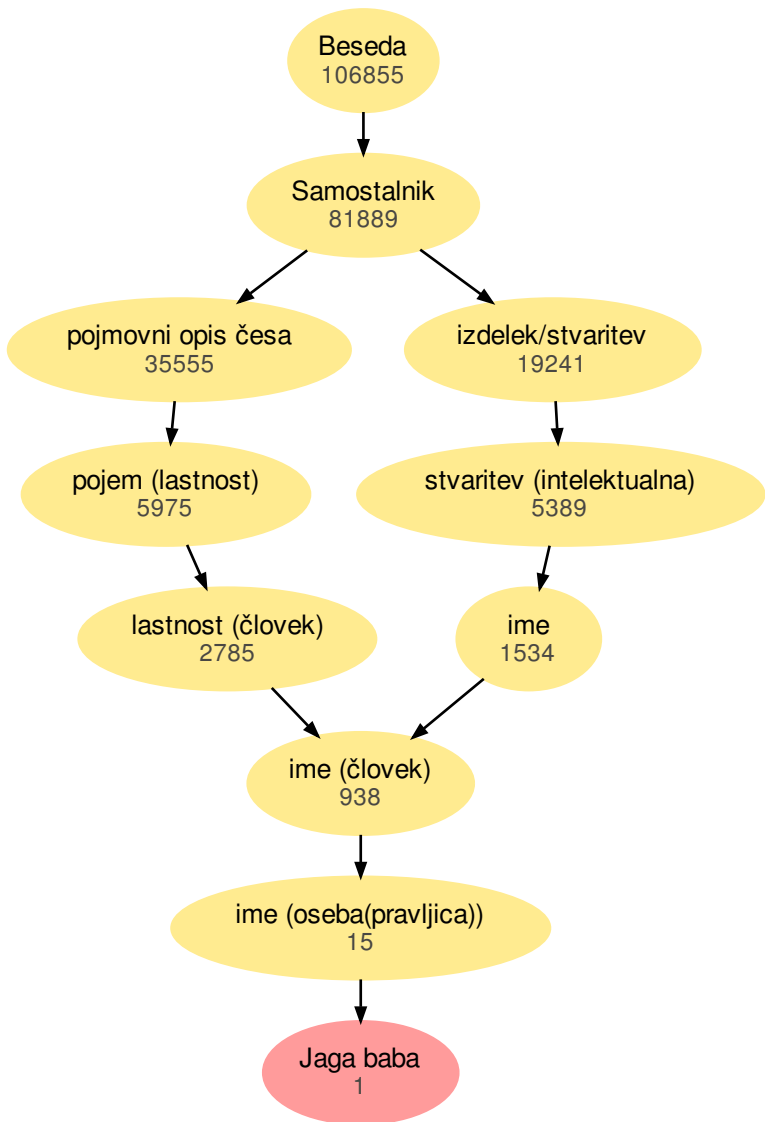 Beseda
106855
Samostalnik
81889
pojmovni opis česa
35555
izdelek/stvaritev
19241
pojem (lastnost)
5975
stvaritev (intelektualna)
5389
lastnost (človek)
2785
ime
1534
ime (človek)
938
ime (oseba(pravljica))
15
Jaga baba
1